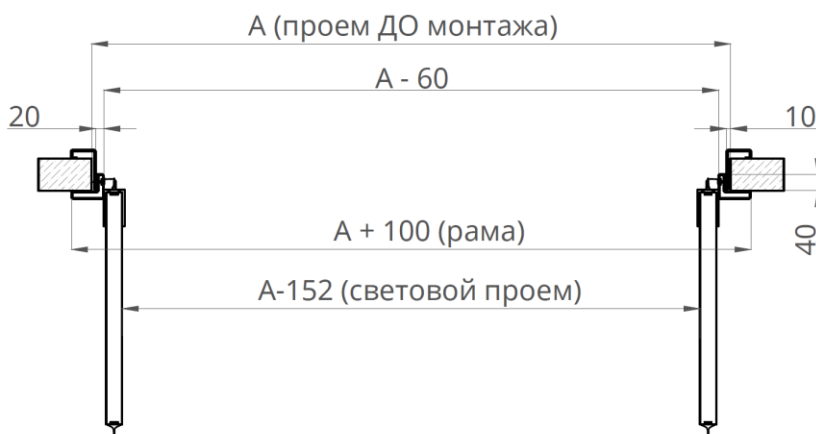 А (проем ДО монтажа)
А - 60
20
10
А + 100 (рама)
40
А-152 (световой проем)